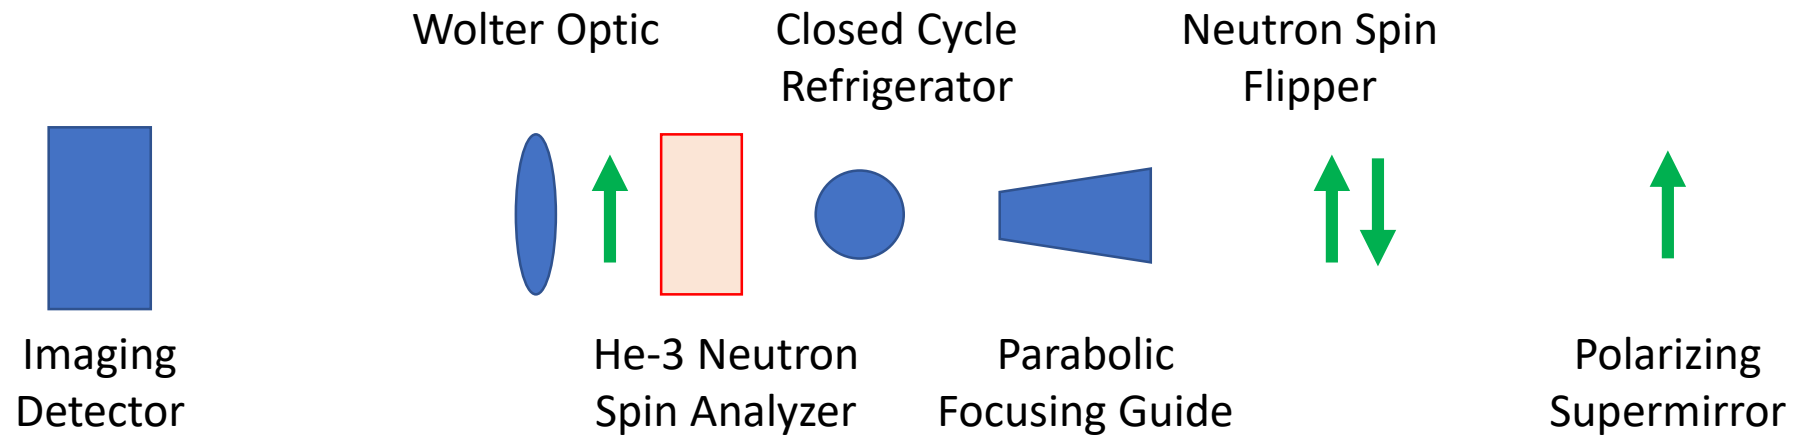 Wolter Optic
Closed Cycle
Refrigerator
Neutron Spin
Flipper
Imaging
Detector
He-3 Neutron
Spin Analyzer
Parabolic
Focusing Guide
Polarizing
Supermirror